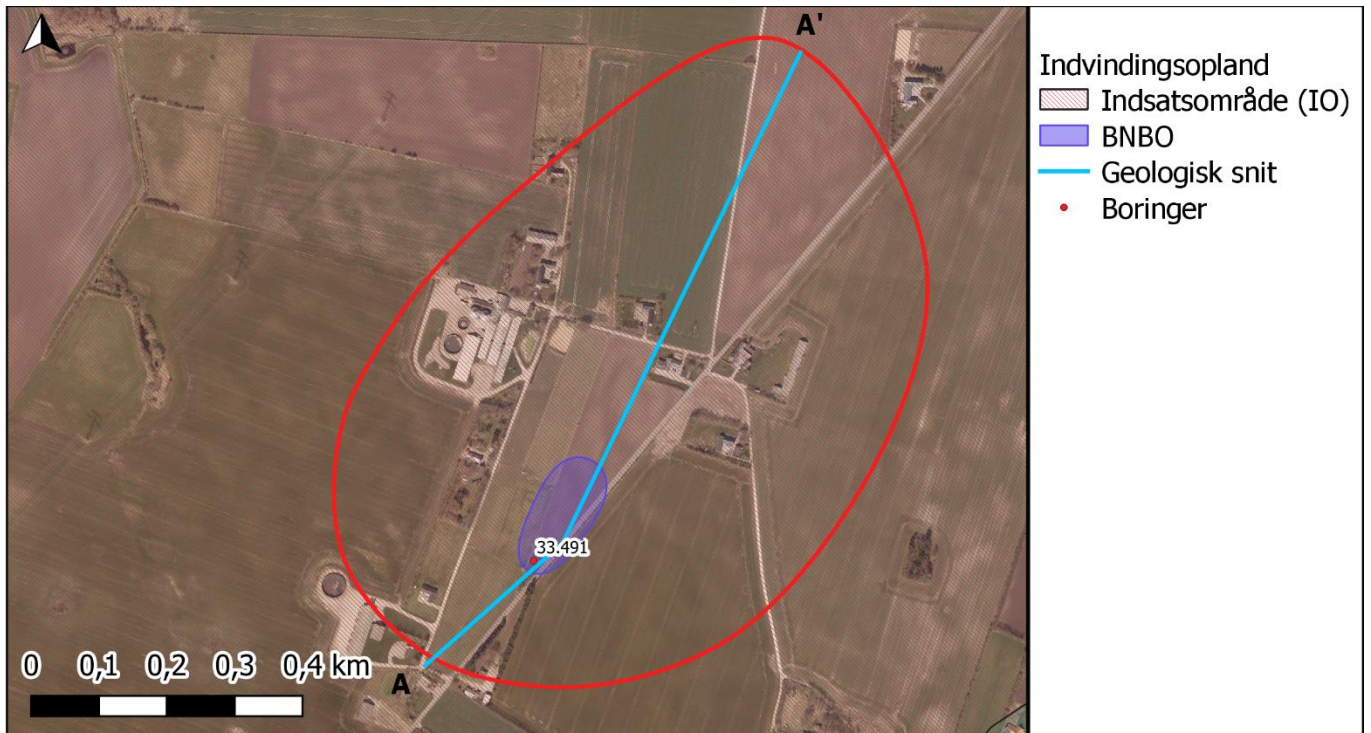 A'
33.491
A
0 0,1 0,2 0,3 0,4 km
Indvindingsopland
Indsatsområde (IO)
BNBO
Geologisk snit
Boringer